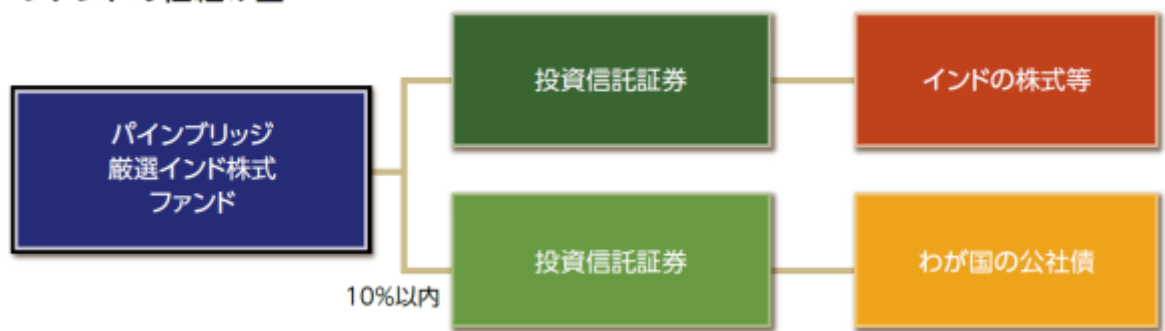 パインブリッジ
厳選インド株式
ファンド
投資信託証券
インドの株式等
投資信託証券
わが国の公社債
10%以内